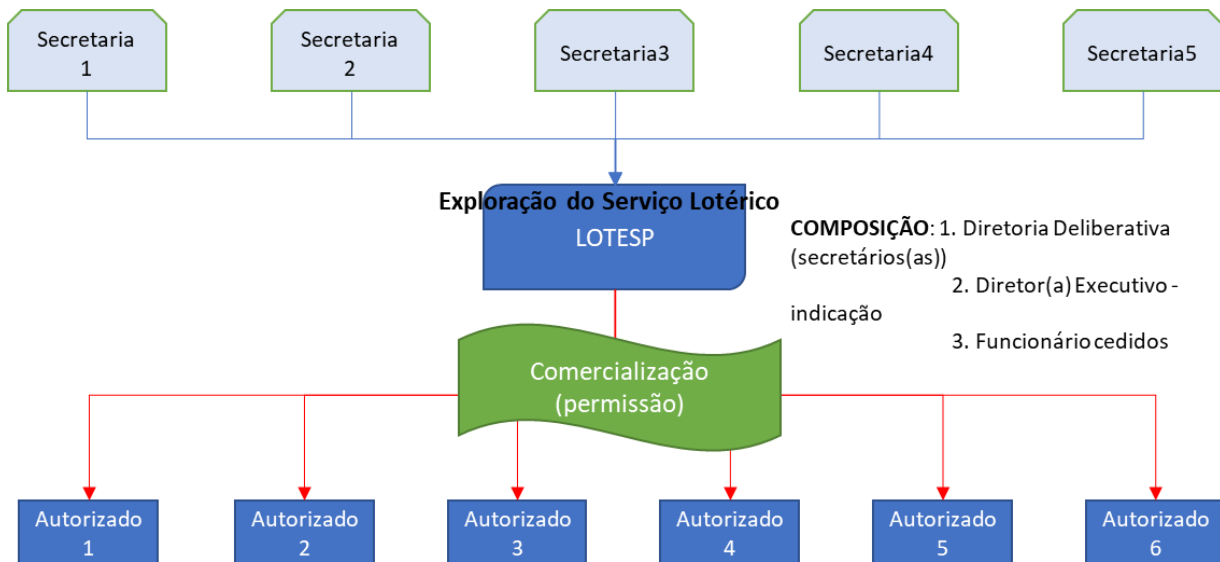 Secretaria
1
Secretaria
2
Secretaria3
Secretaria4
Secretaria5
Exploração do Serviço Lotérico
LOTESP
COMPOSIÇÃO: 1. Diretoria Deliberativa
(secretários(as))
2. Diretor(a) Executivo -
indicação
3. Funcionário cedidos
Comercialização
(permissão)
Autorizado
1
Autorizado
2
Autorizado
3
Autorizado
4
Autorizado
5
Autorizado
6